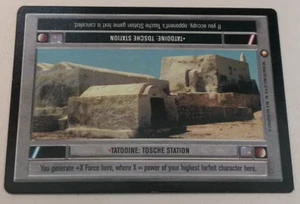 If you occupy, opponent's Tosche Station game text is canceled.
•TATOOINE: TOSCHE STATION
•TATOOINE: TOSCHE STATION
You generate +X Force here, where X = power of your highest forfeit character here.